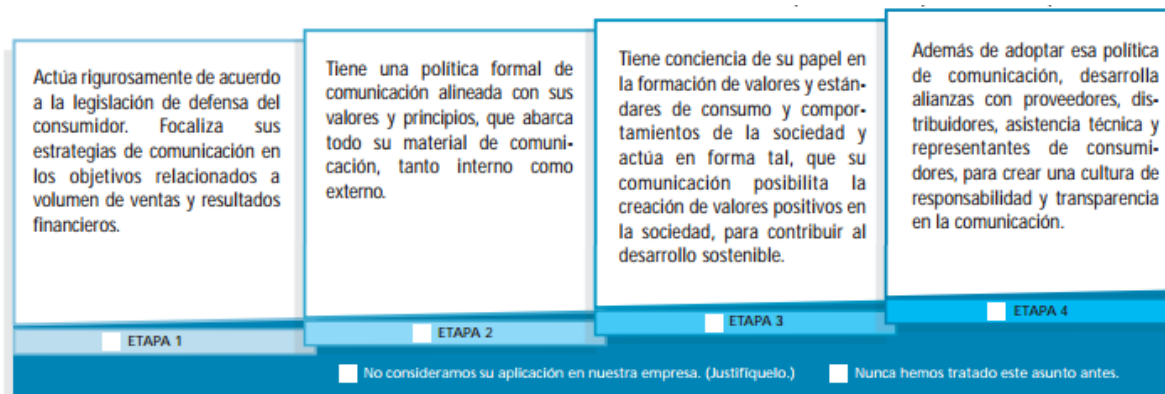 Actúa rigurosamente de acuerdo
a la legislación de defensa del
consumidor. Focaliza sus
estrategias de comunicación en
los objetivos relacionados a
volumen de ventas y resultados
financieros.
ETAPA 1
Tiene una política formal de
comunicación alineada con sus
valores y principios, que abarca
todo su material de comuni-
cación, tanto interno como
externo.
ETAPA 2
Tiene conciencia de su papel en
la formación de valores y están-
dares de consumo y compor-
tamientos de la sociedad y
actúa en forma tal, que su
comunicación posibilita la
creación de valores positivos en
la sociedad, para contribuir al
desarrollo sostenible.
ETAPA 3
Además de adoptar esa política
de comunicación, desarrolla
alianzas con proveedores, dis-
tribuidores, asistencia técnica y
representantes de consumi-
dores, para crear una cultura de
responsabilidad y transparencia
en la comunicación.
ETAPA 4
No consideramos su aplicación en nuestra empresa. (Justifíquelo.)
Nunca hemos tratado este asunto antes.